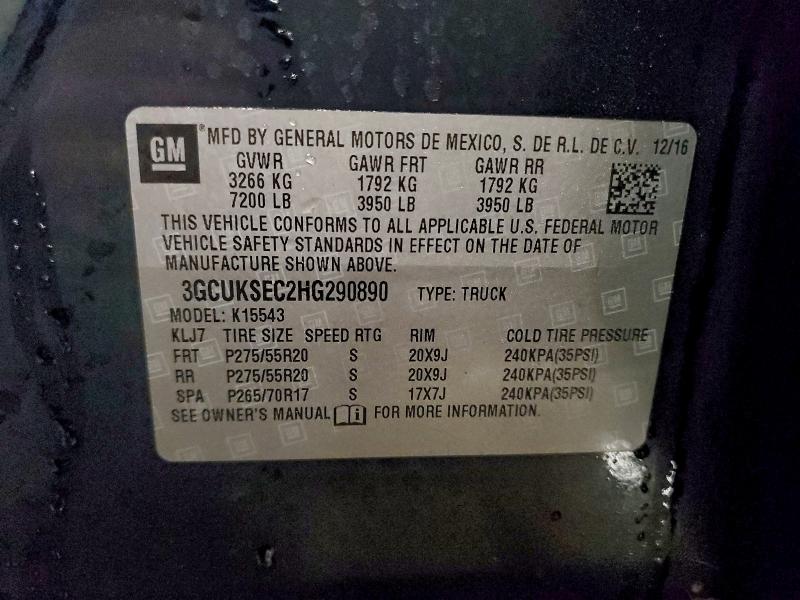 GM ® MFD BY GENERAL MOTORS DE MEXICO, S. DE R.L. DE C.V. 12/16
GVWR GAWR FRT GAWR RR
3266 KG 1792 KG 1792 KG
7200 LB 3950 LB 3950 LB
THIS VEHICLE CONFORMS TO ALL APPLICABLE U.S. FEDERAL MOTOR
VEHICLE SAFETY STANDARDS IN EFFECT ON THE DATE OF
MANUFACTURE SHOWN ABOVE.
3GCUKSEC2HG290890 TYPE: TRUCK
MODEL: K15543
KLJ7 TIRE SIZE SPEED RTG RIM COLD TIRE PRESSURE
FRT P275/55R20 S 20X9J 240KPA(35PSI)
RR P275/55R20 S 20X9J 240KPA(35PSI)
SPA P265/70R17 S 17X7J 240KPA(35PSI)
SEE OWNER'S MANUAL i FOR MORE INFORMATION.